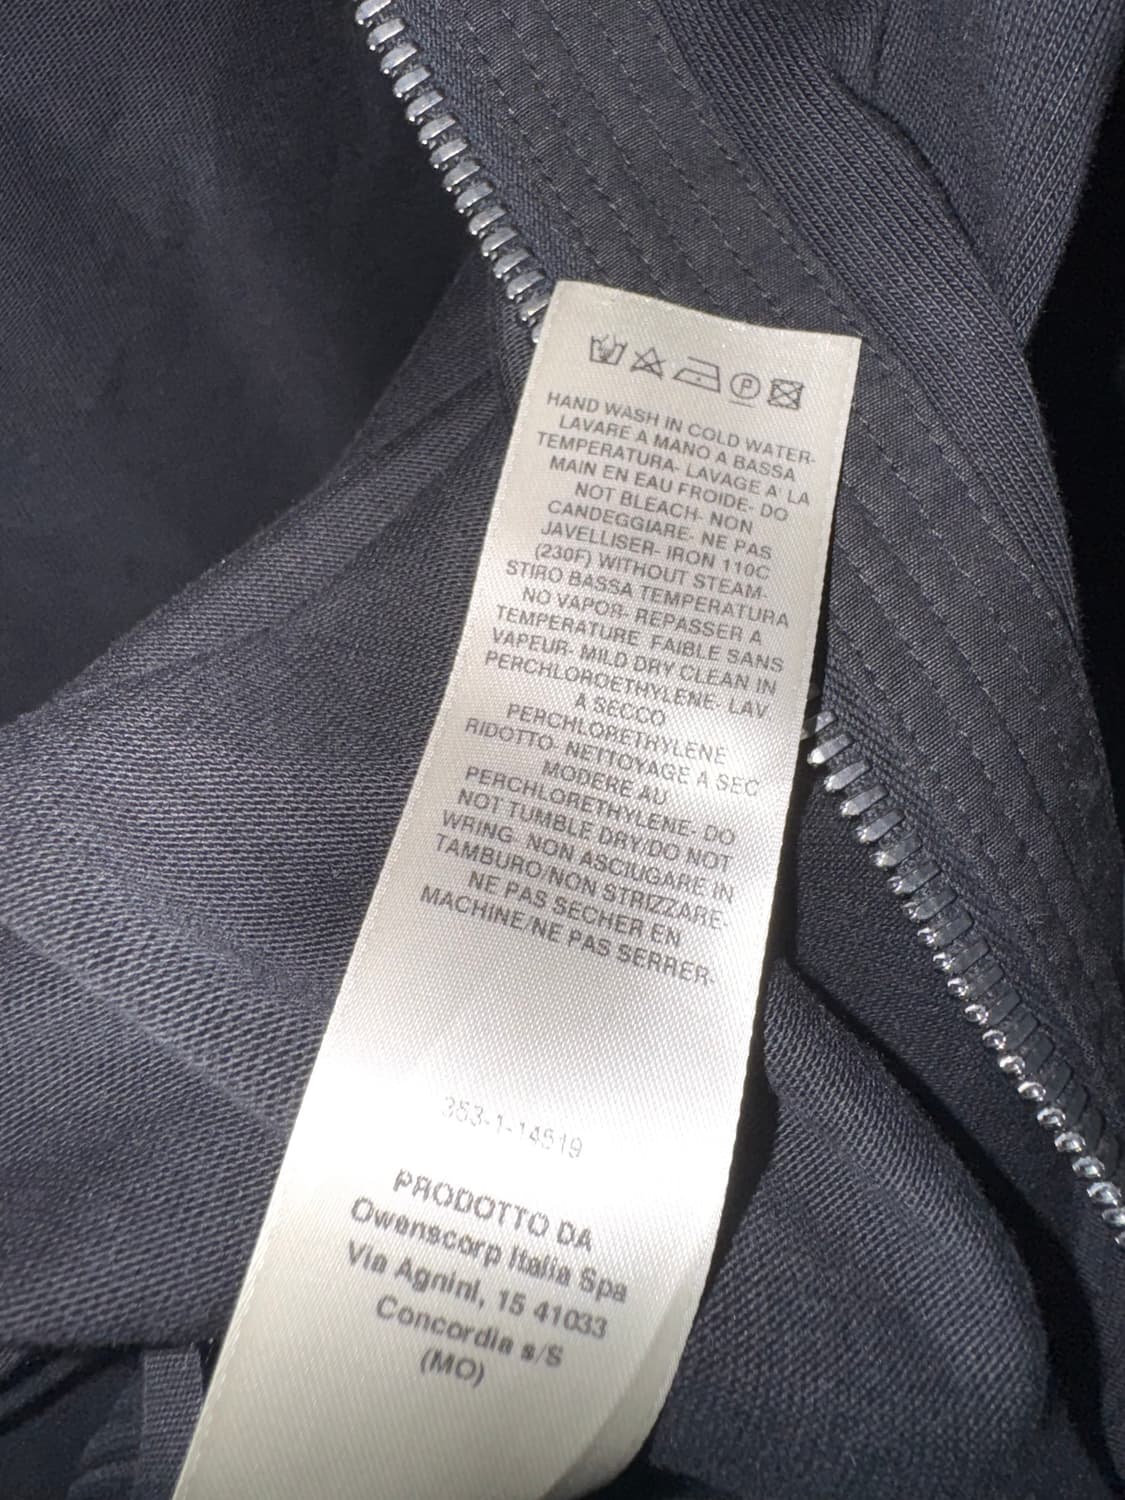 P
HAND WASH IN COLD WATER-
LAVARE A MANO A BASSA
TEMPERATURA- LAVAGE A' LA
MAIN EN EAU FROIDE- DO
NOT BLEACH- NON
CANDEGGIARE- NE PAS
JAVELLISER- IRON 110C
(230F) WITHOUT STEAM-
STIRO BASSA TEMPERATURA
NO VAPOR- REPASSER A
TEMPERATURE FAIBLE SANS
VAPEUR- MILD DRY CLEAN IN
PERCHLOROETHYLENE- LAV.
A SECCO
PERCHLORETHYLENE
RIDOTTO- NETTOYAGE A SEC
MODERE AU
PERCHLORETHYLENE- DO
NOT TUMBLE DRY/DO NOT
WRING- NON ASCIUGARE IN
TAMBURO/NON STRIZZARE-
NE PAS SECHER EN
MACHINE/NE PAS SERRER-
353-1-14519
PRODOTTO DA
Owenscorp Italia Spa
Via Agnini, 15 41033
Concordia s/S
(MO)